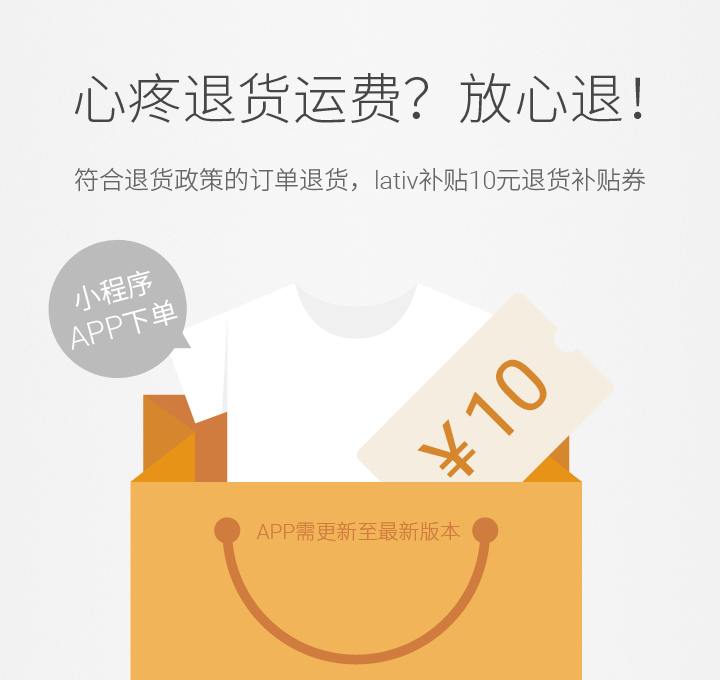 心疼退货运费？放心退！
符合退货政策的订单退货，lativ补贴10元退货补贴券
小程序
APP下单
¥10
APP需更新至最新版本